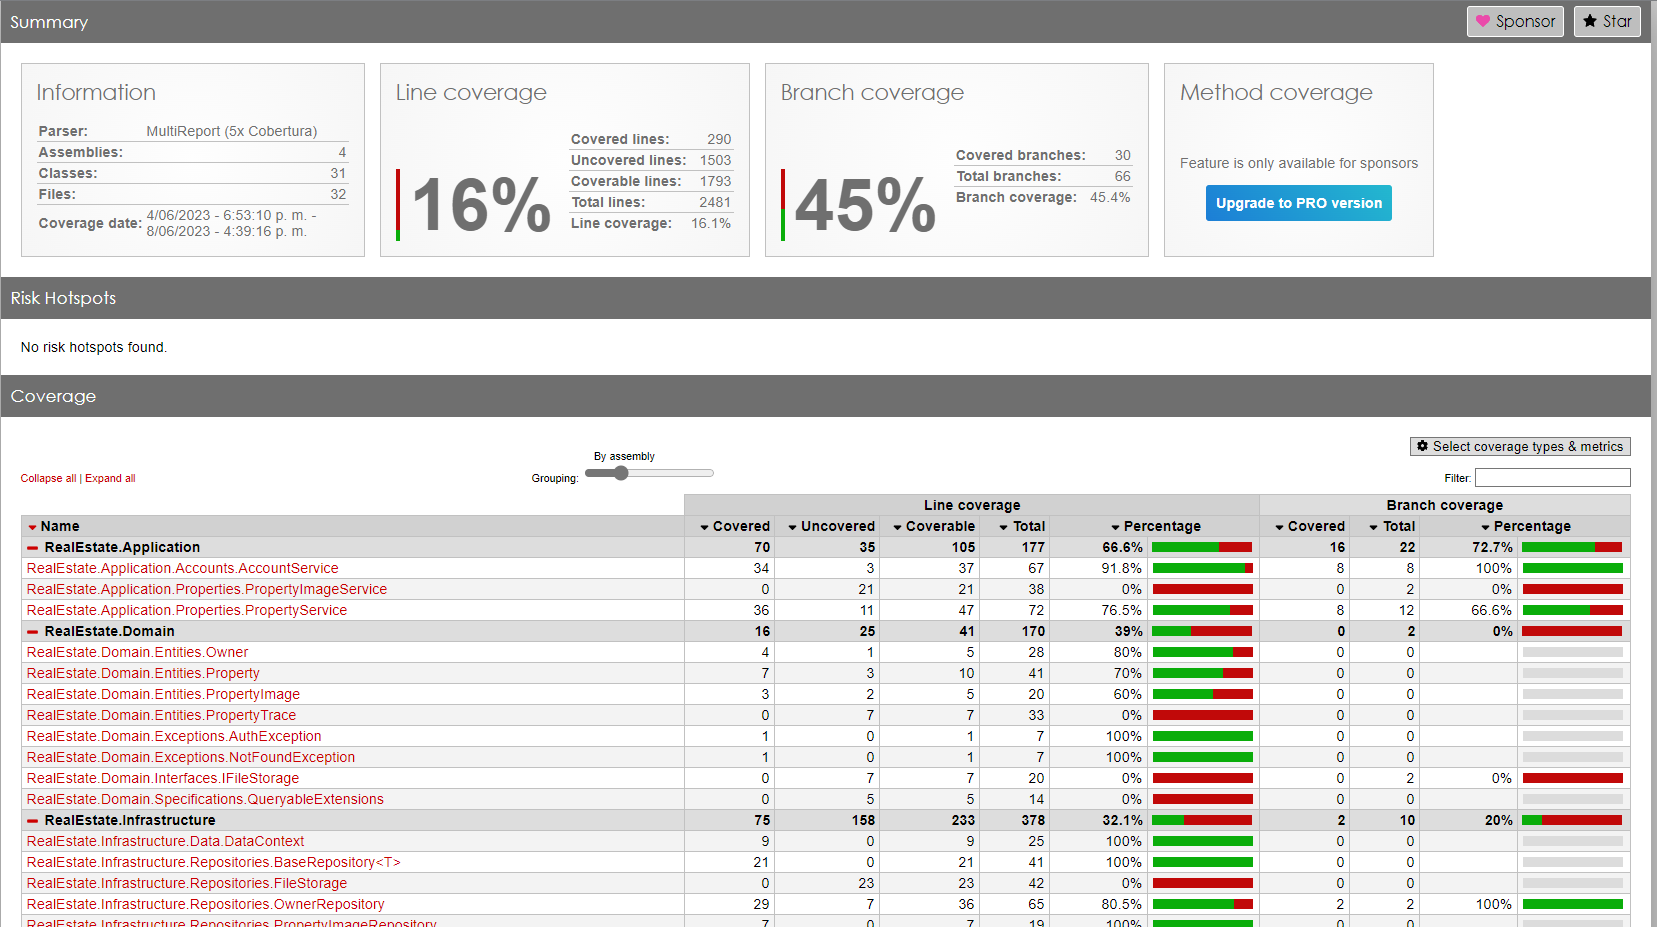 Summary
Sponsor Star
Information
Parser: MultiReport (5x Cobertura)
Assemblies: 4
Classes: 31
Files: 32
Coverage date: 4/06/2023 - 6:53:10 p. m. -
8/06/2023 - 4:39:16 p. m.
Line coverage
16%
Covered lines: 290
Uncovered lines: 1503
Coverable lines: 1793
Total lines: 2481
Line coverage: 16.1%
Branch coverage
45%
Covered branches: 30
Total branches: 66
Branch coverage: 45.4%
Method coverage
Feature is only available for sponsors
Upgrade to PRO version
Risk Hotspots
No risk hotspots found.
Coverage
Select coverage types & metrics
Collapse all | Expand all
By assembly
Grouping:
Filter:
Line coverage Branch coverage
Name Covered Uncovered Coverable Total Percentage Covered Total Percentage
RealEstate.Application 70 35 105 177 66.6% 16 22 72.7%
RealEstate.Application.Accounts.AccountService 34 3 37 67 91.8% 8 8 100%
RealEstate.Application.Properties.PropertyImageService 0 21 21 38 0% 0 2 0%
RealEstate.Application.Properties.PropertyService 36 11 47 72 76.5% 8 12 66.6%
RealEstate.Domain 16 25 41 170 39% 0 2 0%
RealEstate.Domain.Entities.Owner 4 1 5 28 80% 0 0
RealEstate.Domain.Entities.Property 7 3 10 41 70% 0 0
RealEstate.Domain.Entities.PropertyImage 3 2 5 20 60% 0 0
RealEstate.Domain.Entities.PropertyTrace 0 7 7 33 0% 0 0
RealEstate.Domain.Exceptions.AuthException 1 0 1 7 100% 0 0
RealEstate.Domain.Exceptions.NotFoundException 1 0 1 7 100% 0 0
RealEstate.Domain.Interfaces.IFileStorage 0 7 7 20 0% 0 2 0%
RealEstate.Domain.Specifications.QueryableExtensions 0 5 5 14 0% 0 0
RealEstate.Infrastructure 75 158 233 378 32.1% 2 10 20%
RealEstate.Infrastructure.Data.DataContext 9 0 9 25 100% 0 0
RealEstate.Infrastructure.Repositories.BaseRepository<T> 21 0 21 41 100% 0 0
RealEstate.Infrastructure.Repositories.FileStorage 0 23 23 42 0% 0 0
RealEstate.Infrastructure.Repositories.OwnerRepository 29 7 36 65 80.5% 2 2 100%
RealEstate.Infrastructure.Repositories.PropertyImageRepository 7 0 7 19 100% 0 0